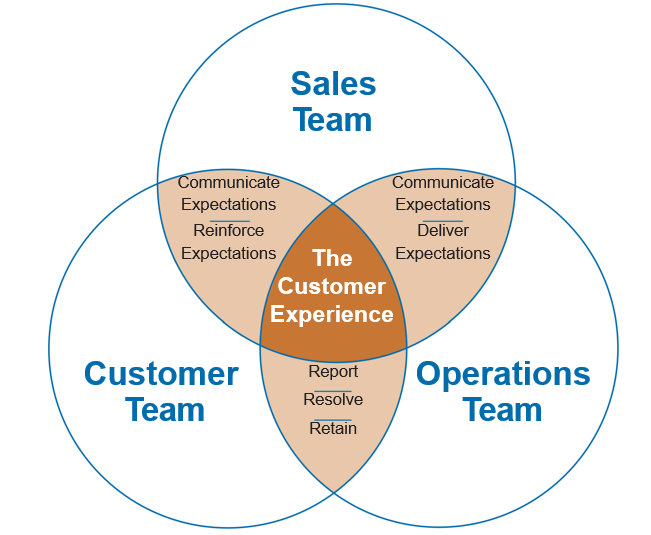 Sales
Team
Communicate
Expectations
Reinforce
Expectations
Communicate
Expectations
Deliver
Expectations
The
Customer
Experience
Customer
Team
Report
Resolve
Retain
Operations
Team